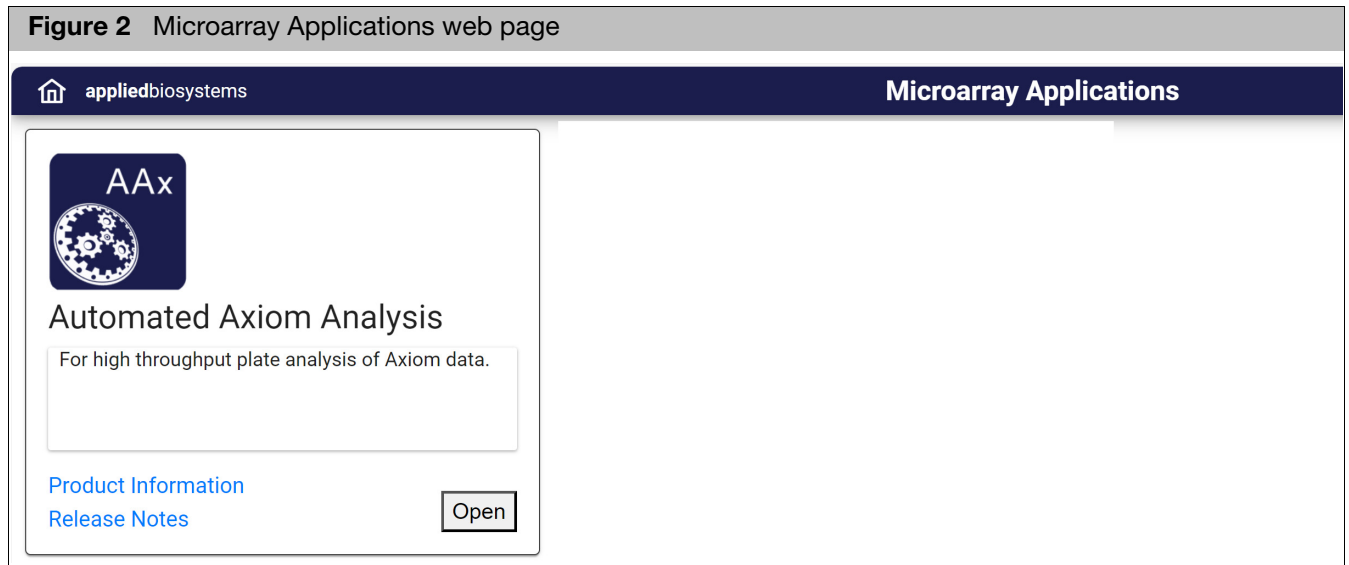 Figure 2 Microarray Applications web page
appliedbiosystems
Microarray Applications
AAx
Automated Axiom Analysis
For high throughput plate analysis of Axiom data.
Product Information
Release Notes
Open